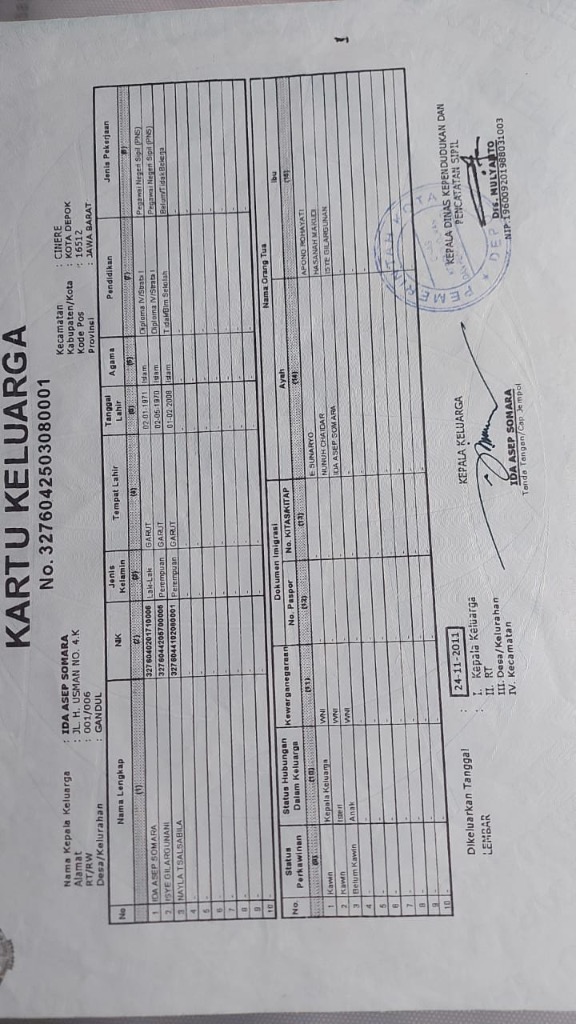 KARTU KELUARGA
No. 3276042503080001
Nama Kepala Keluarga : IDA ASEP SOMARA
Alamat : JL. H. USMAN NO. 4.K
RT/RW : 001/006
Desa/Kelurahan : GANDUL
Kecamatan : CINERE
Kabupaten/Kota : KOTA DEPOK
Kode Pos : 16512
Provinsi : JAWA BARAT
No Nama Lengkap NIK Jenis Kelamin Tempat Lahir Tanggal Lahir Agama Pendidikan Jenis Pekerjaan
(1) (2) (3) (4) (5) (6) (7) (8)
1 IDA ASEP SOMARA 3276040201710006 Laki-Laki GARUT 02-01-1971 Islam Diploma IV/Strata I Pegawai Negeri Sipil (PNS)
2 ISYE GILARGUNANI Perempuan GARUT 02-05-1970 Islam Diploma IV/Strata I Pegawai Negeri Sipil (PNS)
3 NAYLA TSALSABILA Perempuan GARUT 01-02-2008 Islam Tidak/Blm Sekolah Belum/Tidak Bekerja
4
5
6
7
8
9
10
No. Status Perkawinan Status Hubungan Dalam Keluarga Kewarganegaraan Dokumen Imigrasi Nama Orang Tua
No. Paspor No. KITAS/KITAP Ayah Ibu
(9) (10) (11) (12) (13) (14) (15)
1 Kawin Kepala Keluarga WNI E SUNARYO APONG ROHAYATI
2 Kawin Isteri WNI NUNUH CHAIDAR HASANAH MARUDI
3 Belum Kawin Anak WNI IDA ASEP SOMARA ISYE GILARGUNAN
4
5
6
7
8
9
10
Dikeluarkan Tanggal : 24-11-2011
LEMBAR : I. Kepala Keluarga
II. RT
III. Desa/Kelurahan
IV. Kecamatan
KEPALA KELUARGA
IDA ASEP SOMARA
Tanda Tangan/Cap Jempol
KEPALA DINAS KEPENDUDUKAN DAN
PENCATATAN SIPIL
PEMERINTAH KOTA DEPOK
Drs. MULYANTO
NIP.196009201988031003